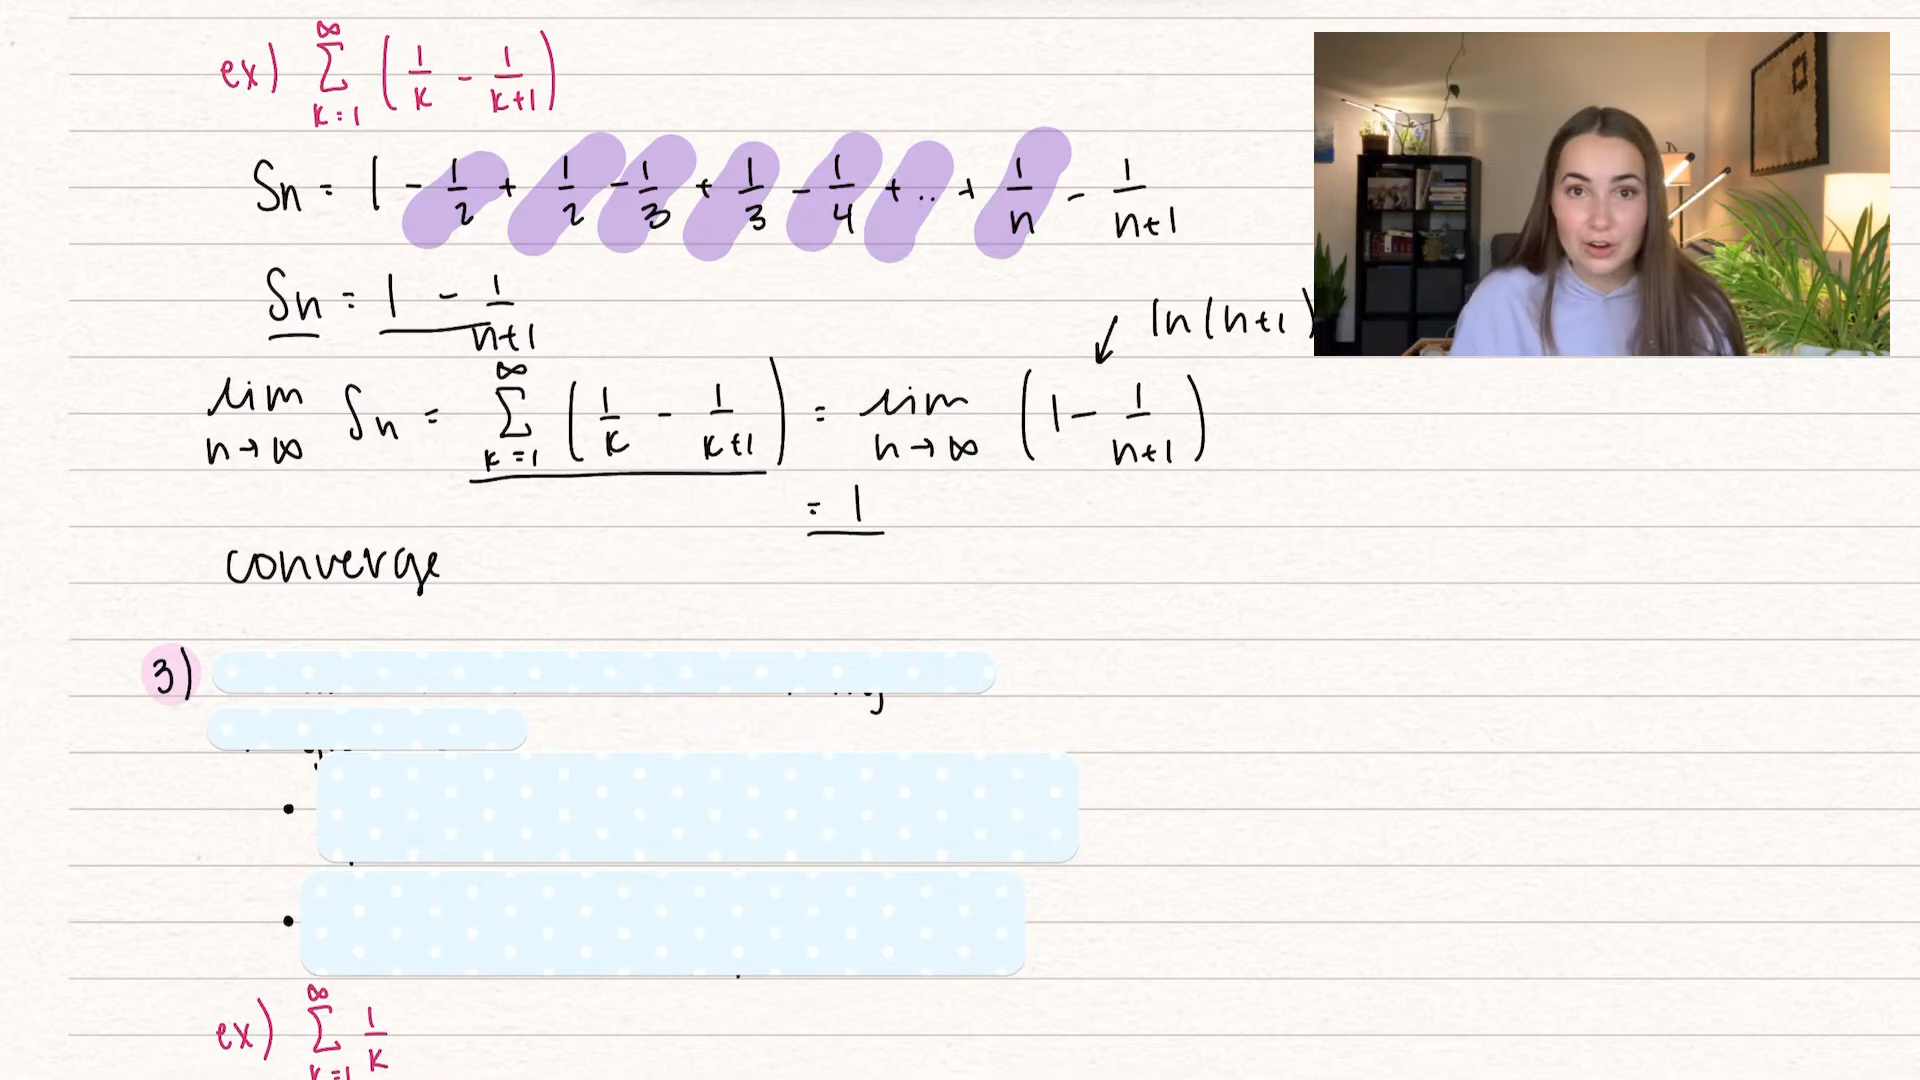 ex) ∞ Σ k=1 (1/k - 1/k+1)
Sn = 1 - 1/2 + 1/2 - 1/3 + 1/3 - 1/4 + .. + 1/n - 1/n+1
Sn = 1 - 1/n+1
ln(n+1)
lim n→∞ Sn = ∞ Σ k=1 (1/k - 1/k+1) = lim n→∞ (1 - 1/n+1)
= 1
converge
3)
ex) ∞ Σ k=1 1/k